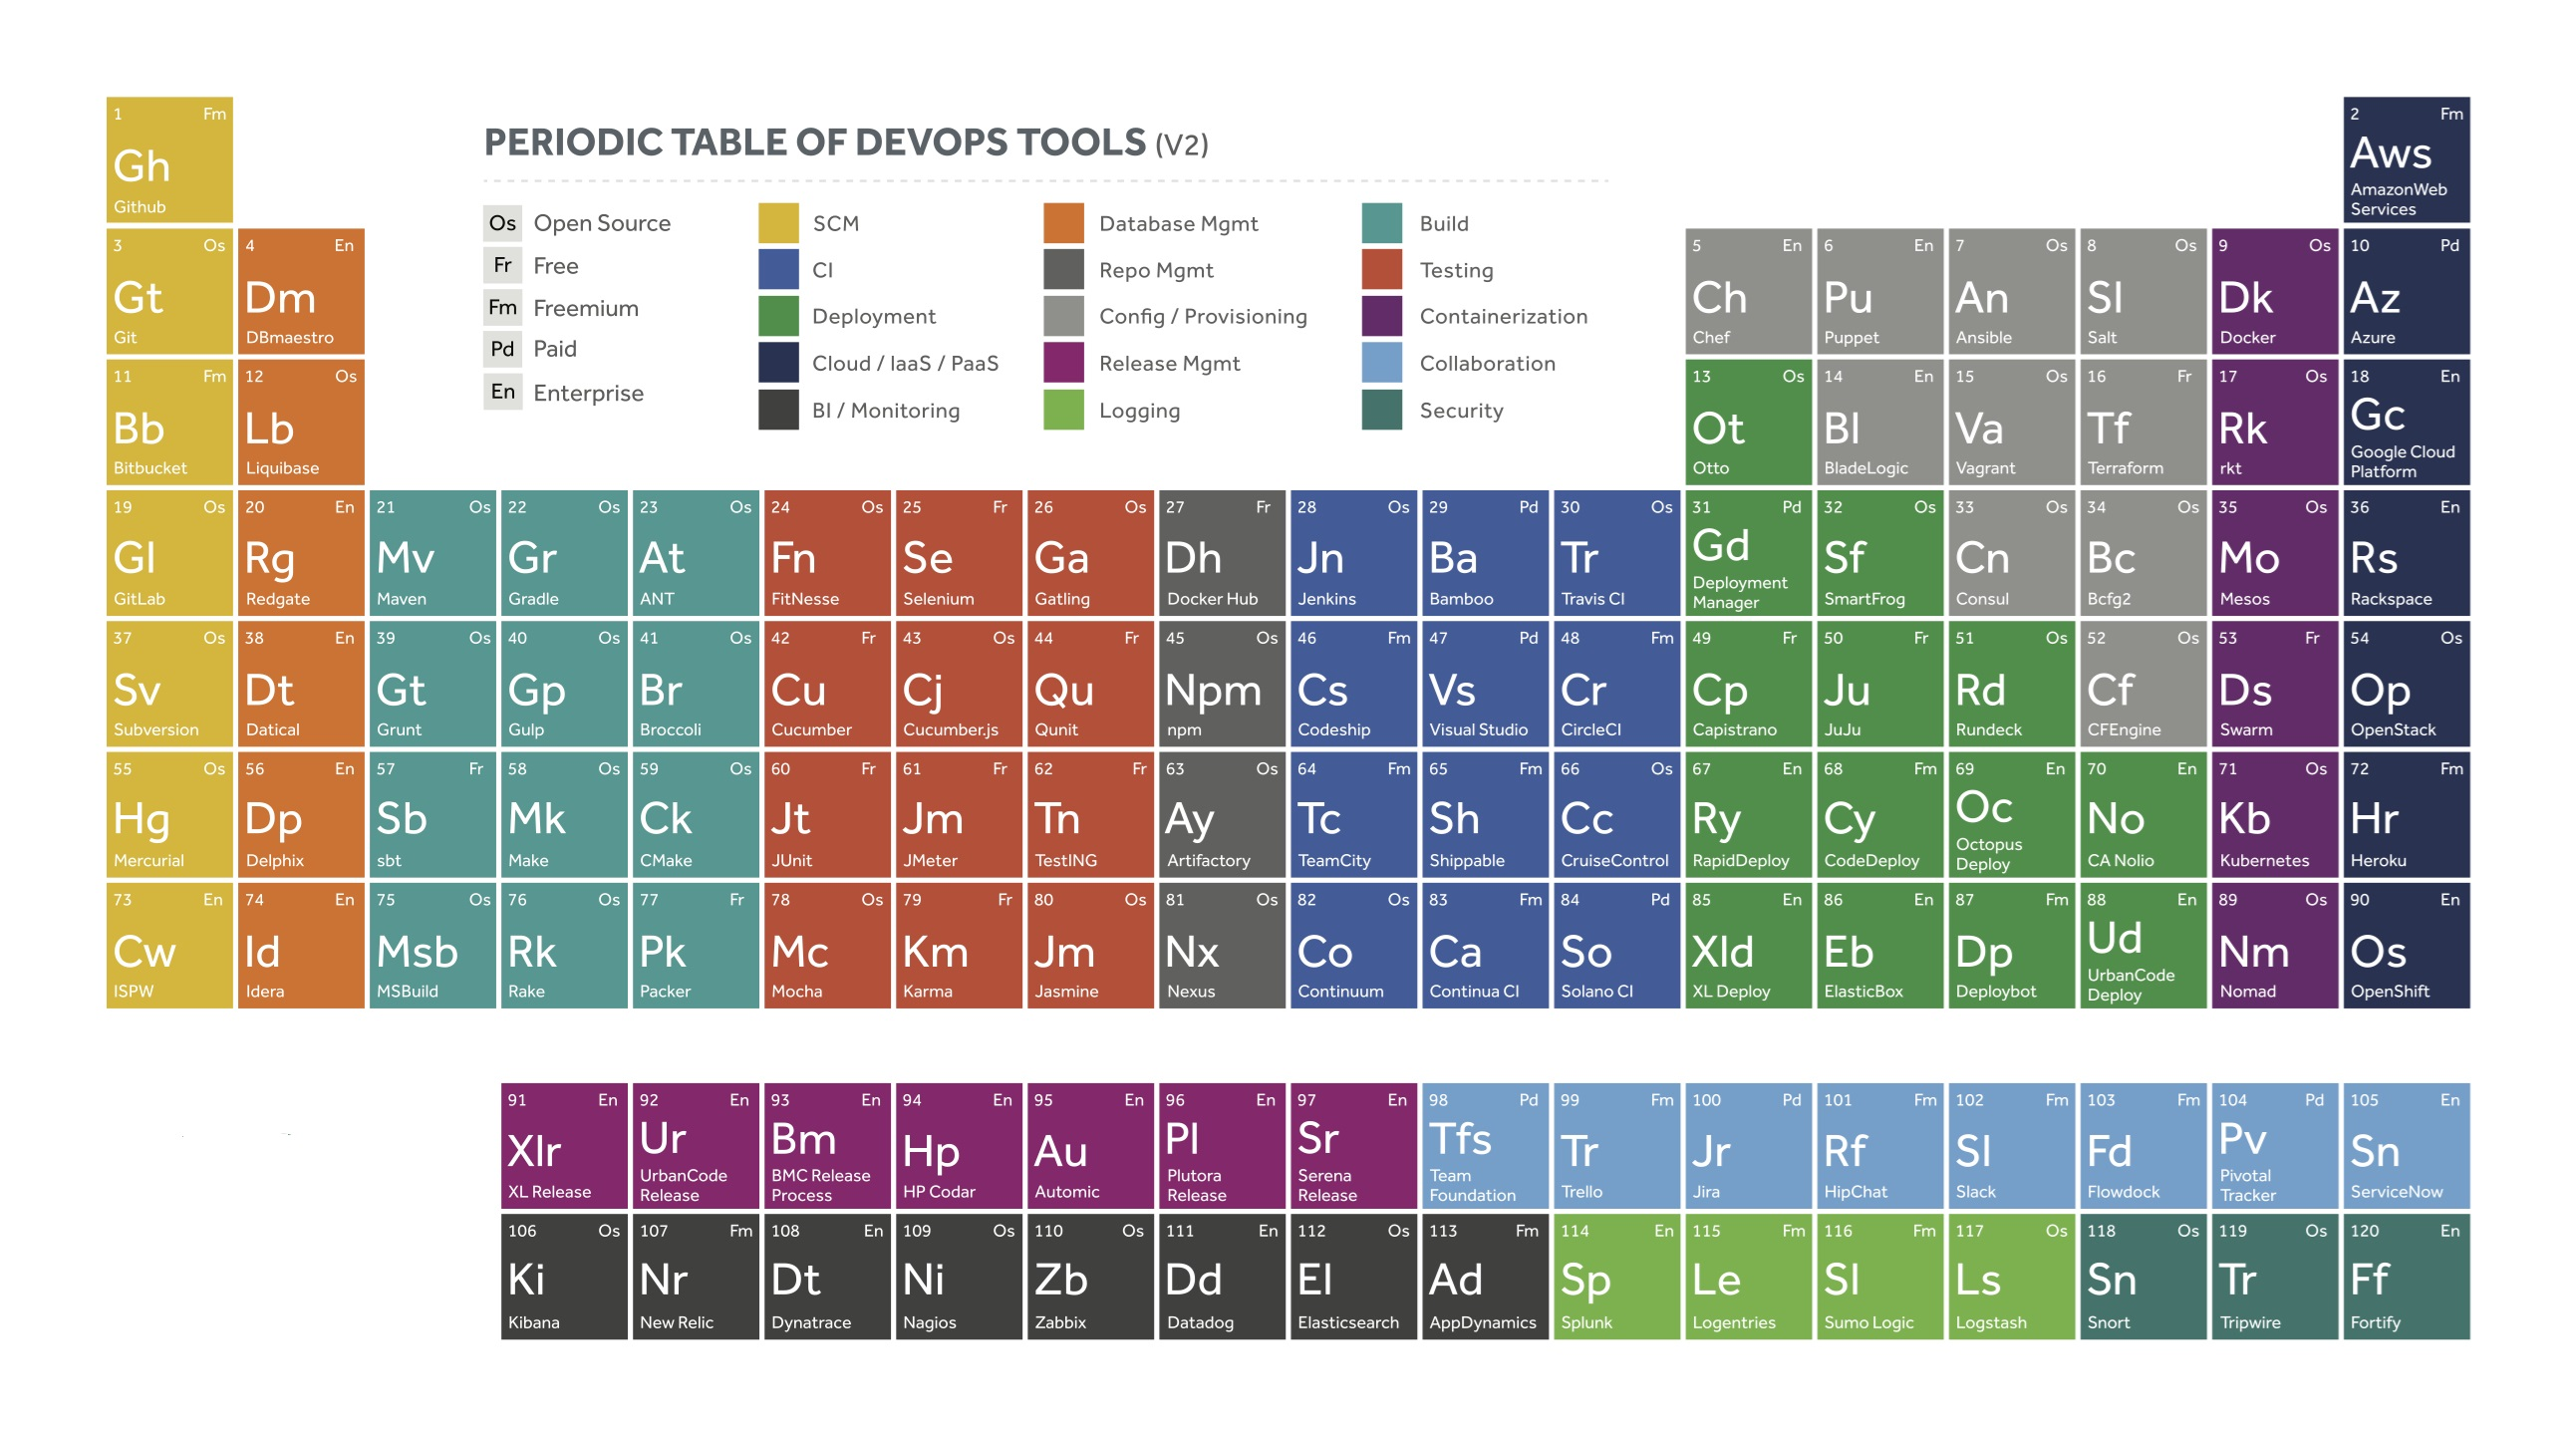 PERIODIC TABLE OF DEVOPS TOOLS (V2)
Os Open Source
Fr Free
Fm Freemium
Pd Paid
En Enterprise
SCM
CI
Deployment
Cloud / IaaS / PaaS
BI / Monitoring
Database Mgmt
Repo Mgmt
Config / Provisioning
Release Mgmt
Logging
Build
Testing
Containerization
Collaboration
Security
1 Fm
Gh
Github
2 Fm
Aws
AmazonWeb
Services
3 Os
Gt
Git
4 En
Dm
DBmaestro
5 En
Ch
Chef
6 En
Pu
Puppet
7 Os
An
Ansible
8 Os
Sl
Salt
9 Os
Dk
Docker
10 Pd
Az
Azure
11 Fm
Bb
Bitbucket
12 Os
Lb
Liquibase
13 Os
Ot
Otto
14 En
Bl
BladeLogic
15 Os
Va
Vagrant
16 Fr
Tf
Terraform
17 Os
Rk
rkt
18 En
Gc
Google Cloud
Platform
19 Os
Gl
GitLab
20 En
Rg
Redgate
21 Os
Mv
Maven
22 Os
Gr
Gradle
23 Os
At
ANT
24 Os
Fn
FitNesse
25 Fr
Se
Selenium
26 Os
Ga
Gatling
27 Fr
Dh
Docker Hub
28 Os
Jn
Jenkins
29 Pd
Ba
Bamboo
30 Os
Tr
Travis CI
31 Pd
Gd
Deployment
Manager
32 Os
Sf
SmartFrog
33 Os
Cn
Consul
34 Os
Bc
Bcfg2
35 Os
Mo
Mesos
36 En
Rs
Rackspace
37 Os
Sv
Subversion
38 En
Dt
Datical
39 Os
Gt
Grunt
40 Os
Gp
Gulp
41 Os
Br
Broccoli
42 Fr
Cu
Cucumber
43 Os
Cj
Cucumber.js
44 Fr
Qu
Qunit
45 Os
Npm
npm
46 Fm
Cs
Codeship
47 Pd
Vs
Visual Studio
48 Fm
Cr
CircleCI
49 Fr
Cp
Capistrano
50 Fr
Ju
JuJu
51 Os
Rd
Rundeck
52 Os
Cf
CFEngine
53 Fr
Ds
Swarm
54 Os
Op
OpenStack
55 Os
Hg
Mercurial
56 En
Dp
Delphix
57 Fr
Sb
sbt
58 Os
Mk
Make
59 Os
Ck
CMake
60 Fr
Jt
JUnit
61 Fr
Jm
JMeter
62 Fr
Tn
TestING
63 Os
Ay
Artifactory
64 Fm
Tc
TeamCity
65 Fm
Sh
Shippable
66 Os
Cc
CruiseControl
67 En
Ry
RapidDeploy
68 Fm
Cy
CodeDeploy
69 En
Oc
Octopus
Deploy
70 En
No
CA Nolio
71 Os
Kb
Kubernetes
72 Fm
Hr
Heroku
73 En
Cw
ISPW
74 En
Id
Idera
75 Os
Msb
MSBuild
76 Os
Rk
Rake
77 Fr
Pk
Packer
78 Os
Mc
Mocha
79 Fr
Km
Karma
80 Os
Jm
Jasmine
81 Os
Nx
Nexus
82 Os
Co
Continuum
83 Fm
Ca
Continua CI
84 Pd
So
Solano CI
85 En
Xld
XL Deploy
86 En
Eb
ElasticBox
87 Fm
Dp
Deploybot
88 En
Ud
UrbanCode
Deploy
89 Os
Nm
Nomad
90 En
Os
OpenShift
91 En
Xlr
XL Release
92 En
Ur
UrbanCode
Release
93 En
Bm
BMC Release
Process
94 En
Hp
HP Codar
95 En
Au
Automic
96 En
Pl
Plutora
Release
97 En
Sr
Serena
Release
98 Pd
Tfs
Team
Foundation
99 Fm
Tr
Trello
100 Pd
Jr
Jira
101 Fm
Rf
HipChat
102 Fm
Sl
Slack
103 Fm
Fd
Flowdock
104 Pd
Pv
Pivotal
Tracker
105 En
Sn
ServiceNow
106 Os
Ki
Kibana
107 Fm
Nr
New Relic
108 En
Dt
Dynatrace
109 Os
Ni
Nagios
110 Os
Zb
Zabbix
111 En
Dd
Datadog
112 Os
El
Elasticsearch
113 Fm
Ad
AppDynamics
114 En
Sp
Splunk
115 Fm
Le
Logentries
116 Fm
Sl
Sumo Logic
117 Os
Ls
Logstash
118 Os
Sn
Snort
119 Os
Tr
Tripwire
120 En
Ff
Fortify